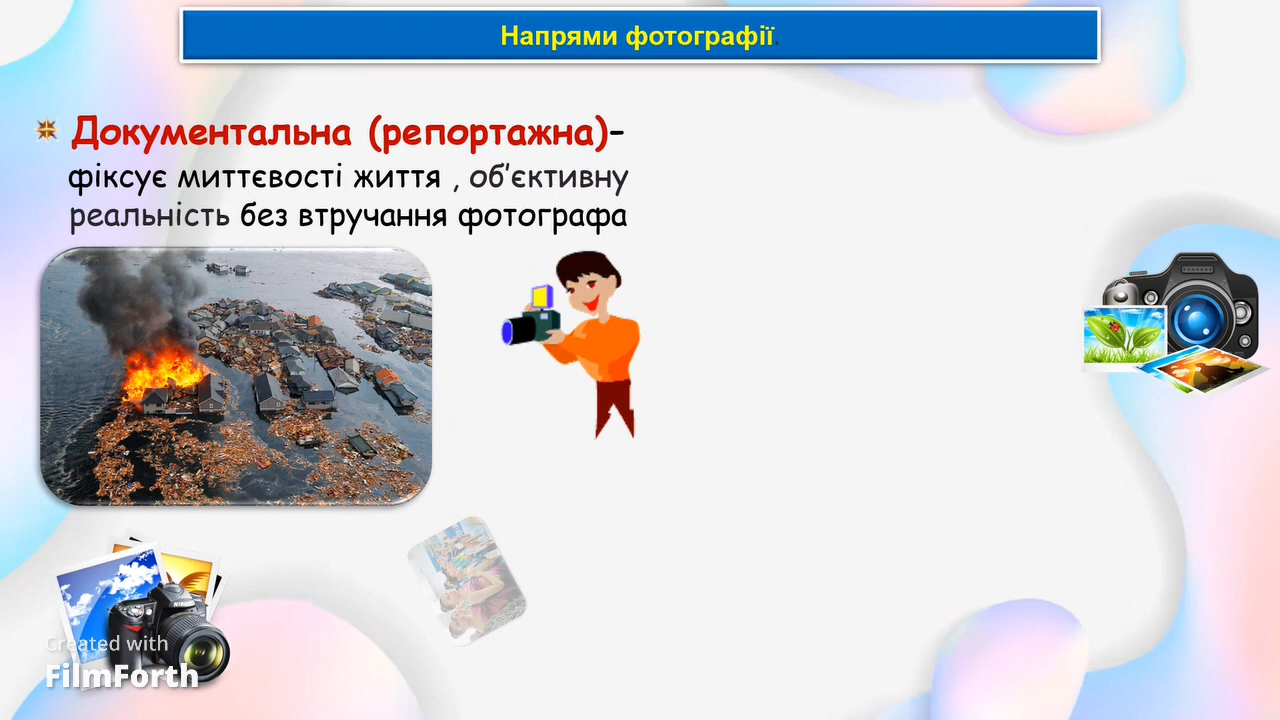 Напрями фотографії.
Документальна (репортажна)–
фіксує миттєвості життя , об’єктивну
реальність без втручання фотографа
Created with
FilmForth